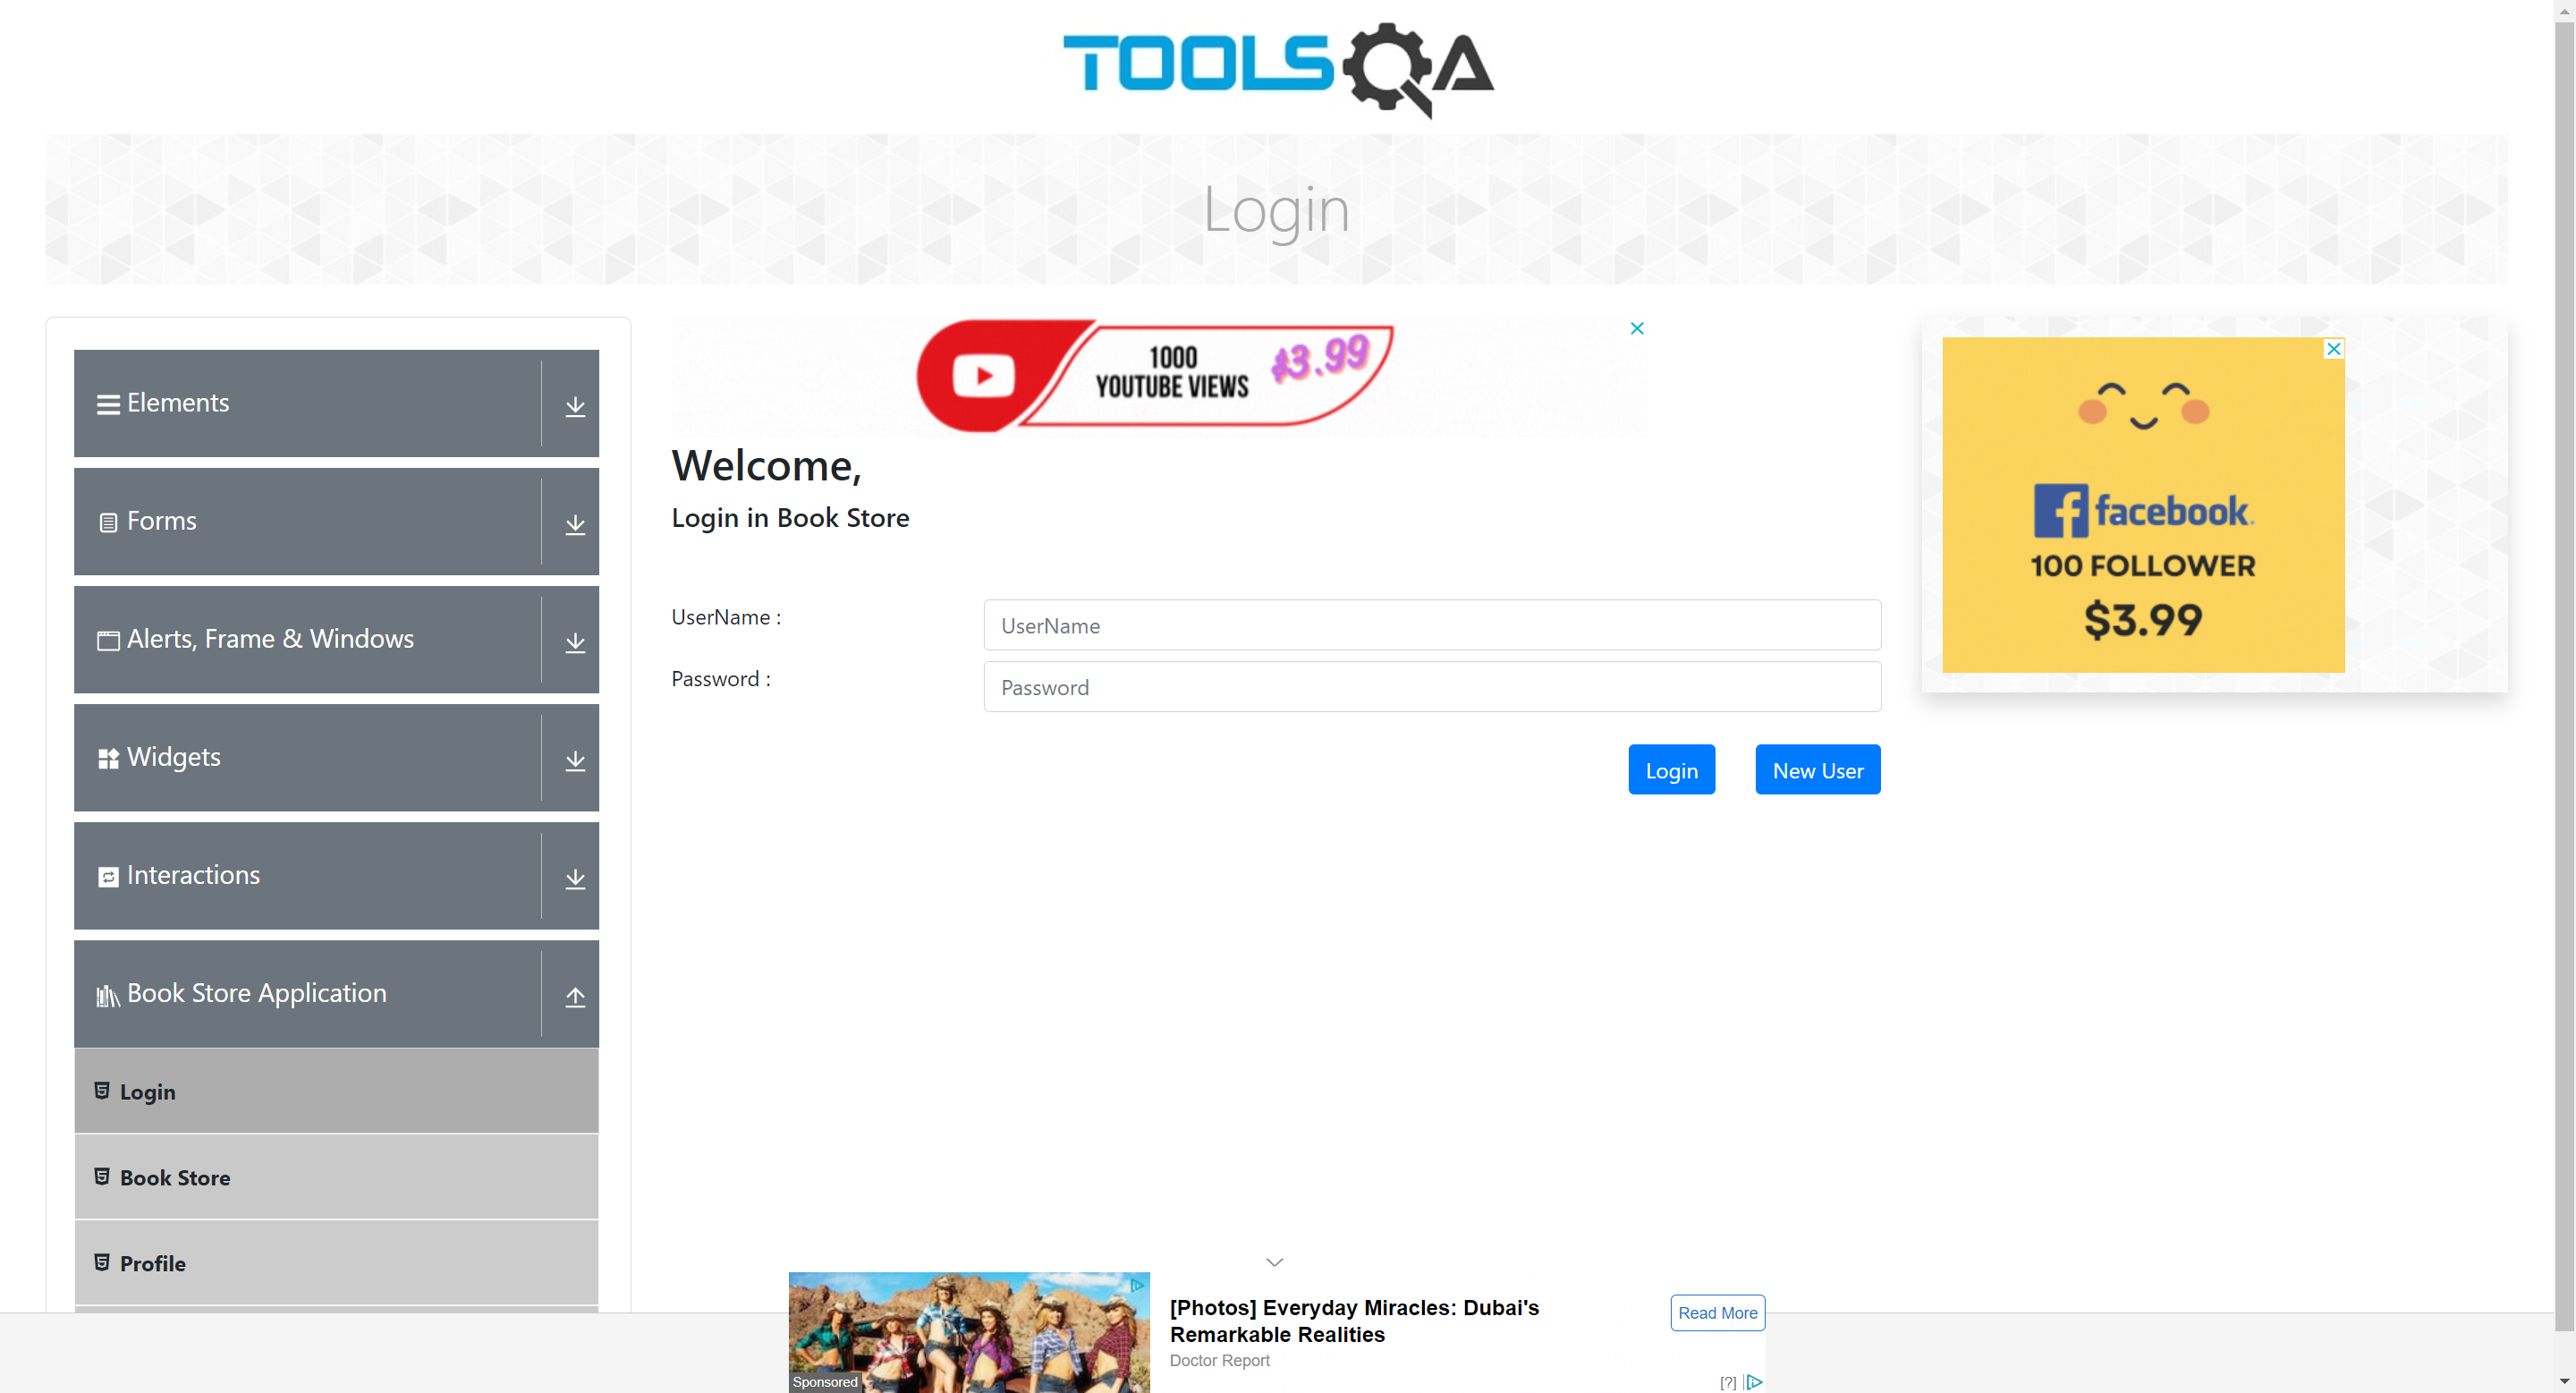 TOOLSQA
Login
Elements
Forms
Alerts, Frame & Windows
Widgets
Interactions
Book Store Application
Login
Book Store
Profile
1000
YOUTUBE VIEWS
$3.99
Welcome,
Login in Book Store
UserName :
UserName
Password :
Password
Login
New User
facebook.
100 FOLLOWER
$3.99
[Photos] Everyday Miracles: Dubai's
Remarkable Realities
Doctor Report
Read More
Sponsored
[?]